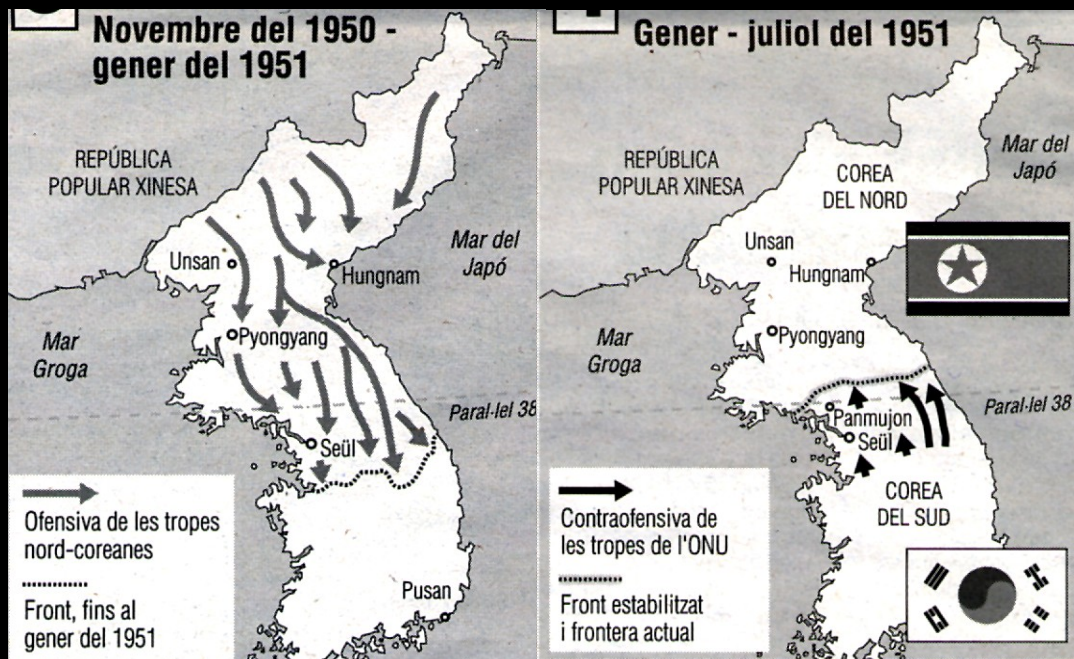 Novembre del 1950 -
gener del 1951
REPÚBLICA
POPULAR XINESA
Unsan
Hungnam
Mar del
Japó
Pyongyang
Mar
Groga
Paral·lel 38
Seül
Pusan
Ofensiva de les tropes
nord-coreanes
Front, fins al
gener del 1951
Gener - juliol del 1951
REPÚBLICA
POPULAR XINESA
COREA
DEL NORD
Mar del
Japó
Unsan
Hungnam
Pyongyang
Mar
Groga
Paral·lel 38
Panmujon
Seül
COREA
DEL SUD
Contraofensiva de
les tropes de l'ONU
Front estabilitzat
i frontera actual